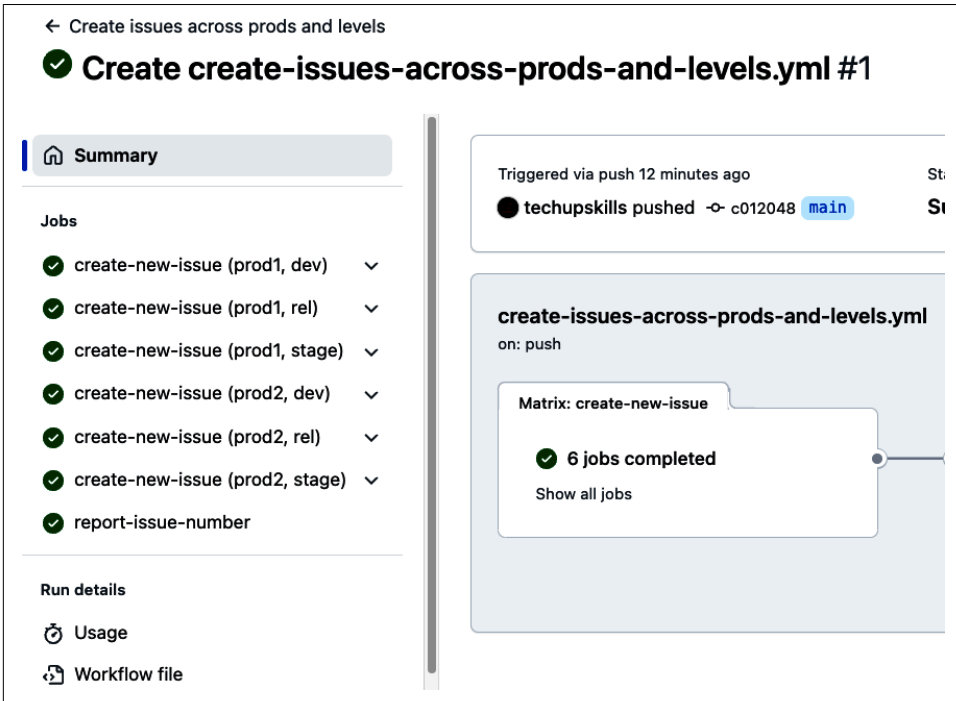 ← Create issues across prods and levels
Create create-issues-across-prods-and-levels.yml #1
Summary
Jobs
create-new-issue (prod1, dev)
create-new-issue (prod1, rel)
create-new-issue (prod1, stage)
create-new-issue (prod2, dev)
create-new-issue (prod2, rel)
create-new-issue (prod2, stage)
report-issue-number
Run details
Usage
Workflow file
Triggered via push 12 minutes ago
techupskills pushed c012048 main
create-issues-across-prods-and-levels.yml
on: push
Matrix: create-new-issue
6 jobs completed
Show all jobs